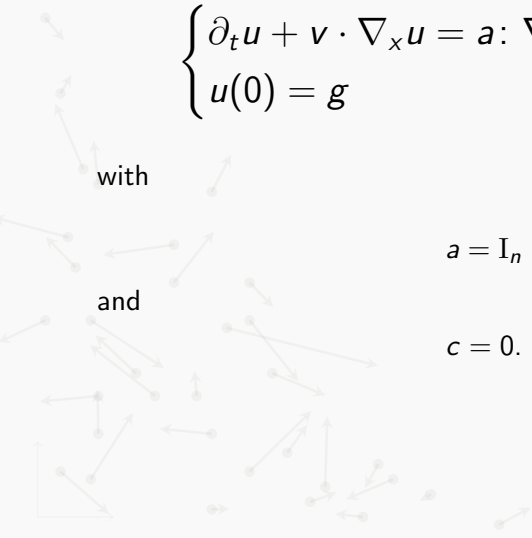 ∂ₜu + v · ∇ₓu = a: ∇
u(0) = g
with
a = Iₙ
and
c = 0.